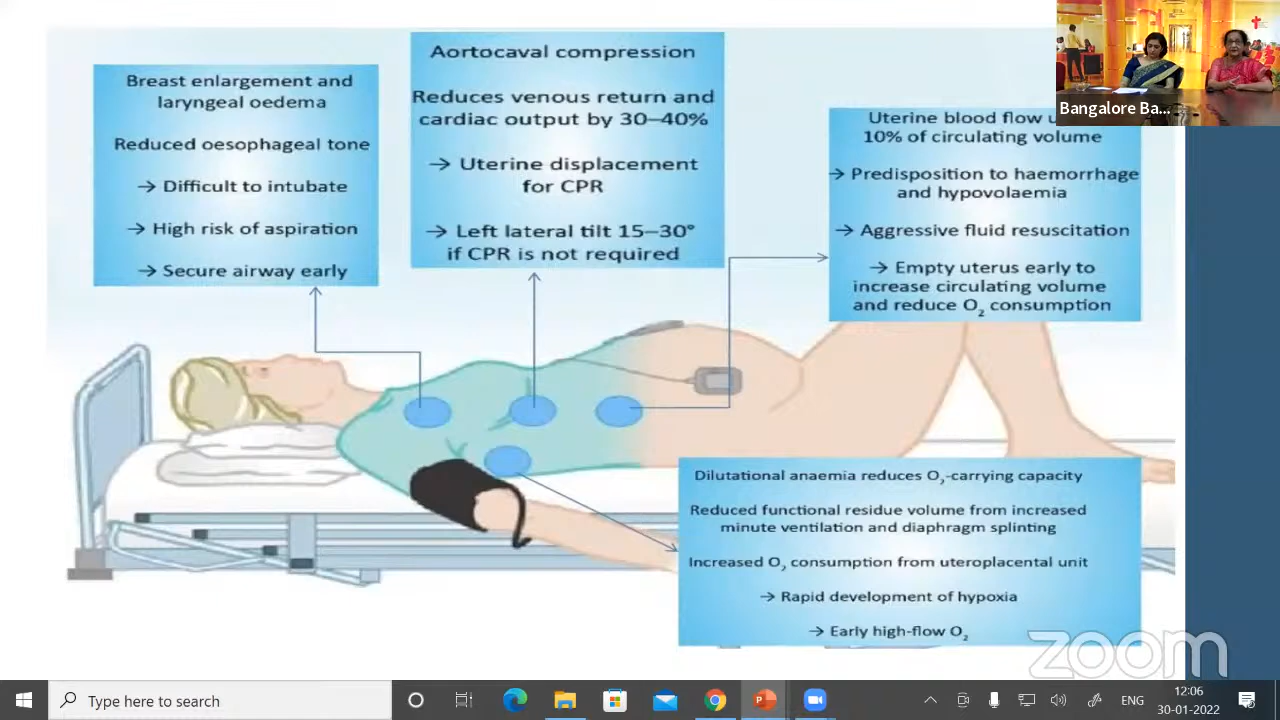 Breast enlargement and
laryngeal oedema
Reduced oesophageal tone
→ Difficult to intubate
→ High risk of aspiration
→ Secure airway early
Aortocaval compression
Reduces venous return and
cardiac output by 30–40%
→ Uterine displacement
for CPR
→ Left lateral tilt 15–30°
if CPR is not required
Bangalore Ba...
Uterine blood flow
10% of circulating volume
→ Predisposition to haemorrhage
and hypovolaemia
→ Aggressive fluid resuscitation
→ Empty uterus early to
increase circulating volume
and reduce O₂ consumption
Dilutational anaemia reduces O₂-carrying capacity
Reduced functional residue volume from increased
minute ventilation and diaphragm splinting
Increased O₂ consumption from uteroplacental unit
→ Rapid development of hypoxia
→ Early high-flow O₂
zoom
Type here to search
ENG
12:06
30-01-2022